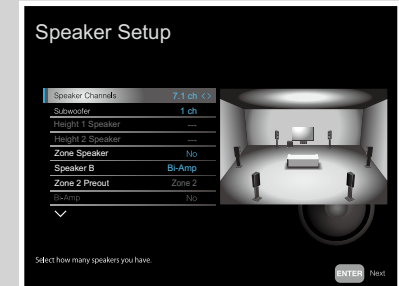 Speaker Setup
Speaker Channels 7.1 ch <>
Subwoofer 1 ch
Height 1 Speaker ---
Height 2 Speaker ---
Zone Speaker No
Speaker B Bi-Amp
Zone 2 Preout Zone 2
Bi-Amp No
Select how many speakers you have.
ENTER Next